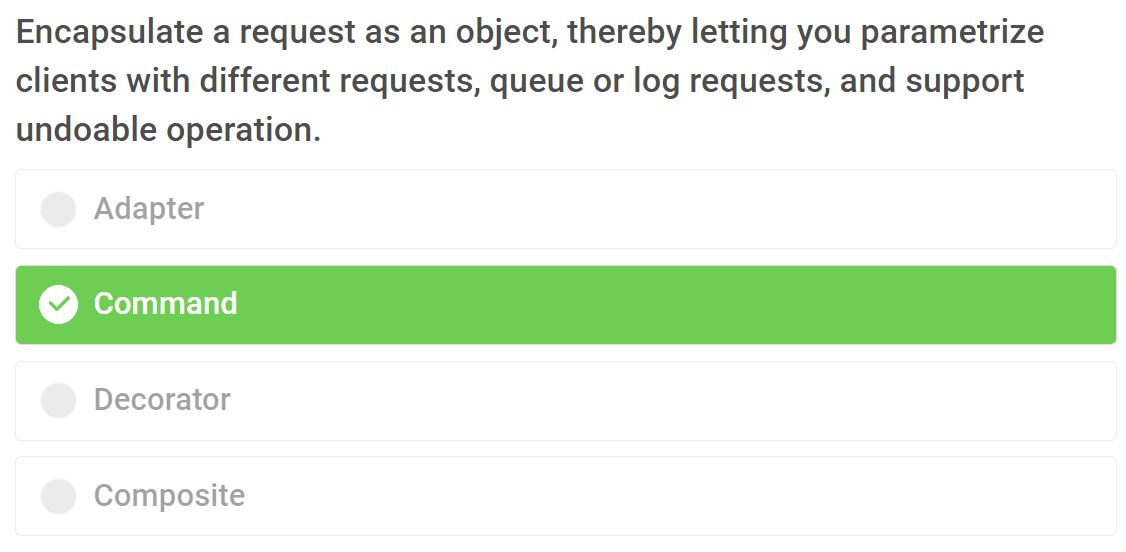 Encapsulate a request as an object, thereby letting you parametrize
clients with different requests, queue or log requests, and support
undoable operation.
Adapter
Command
Decorator
Composite